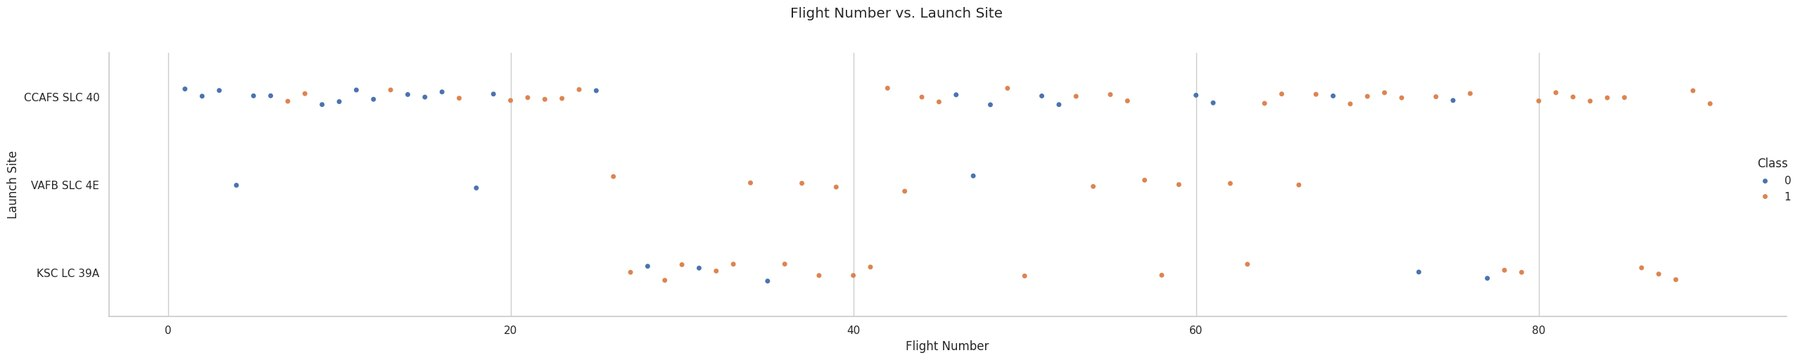 Flight Number vs. Launch Site
Launch Site
CCAFS SLC 40
VAFB SLC 4E
KSC LC 39A
0 20 40 60 80
Flight Number
Class
0
1